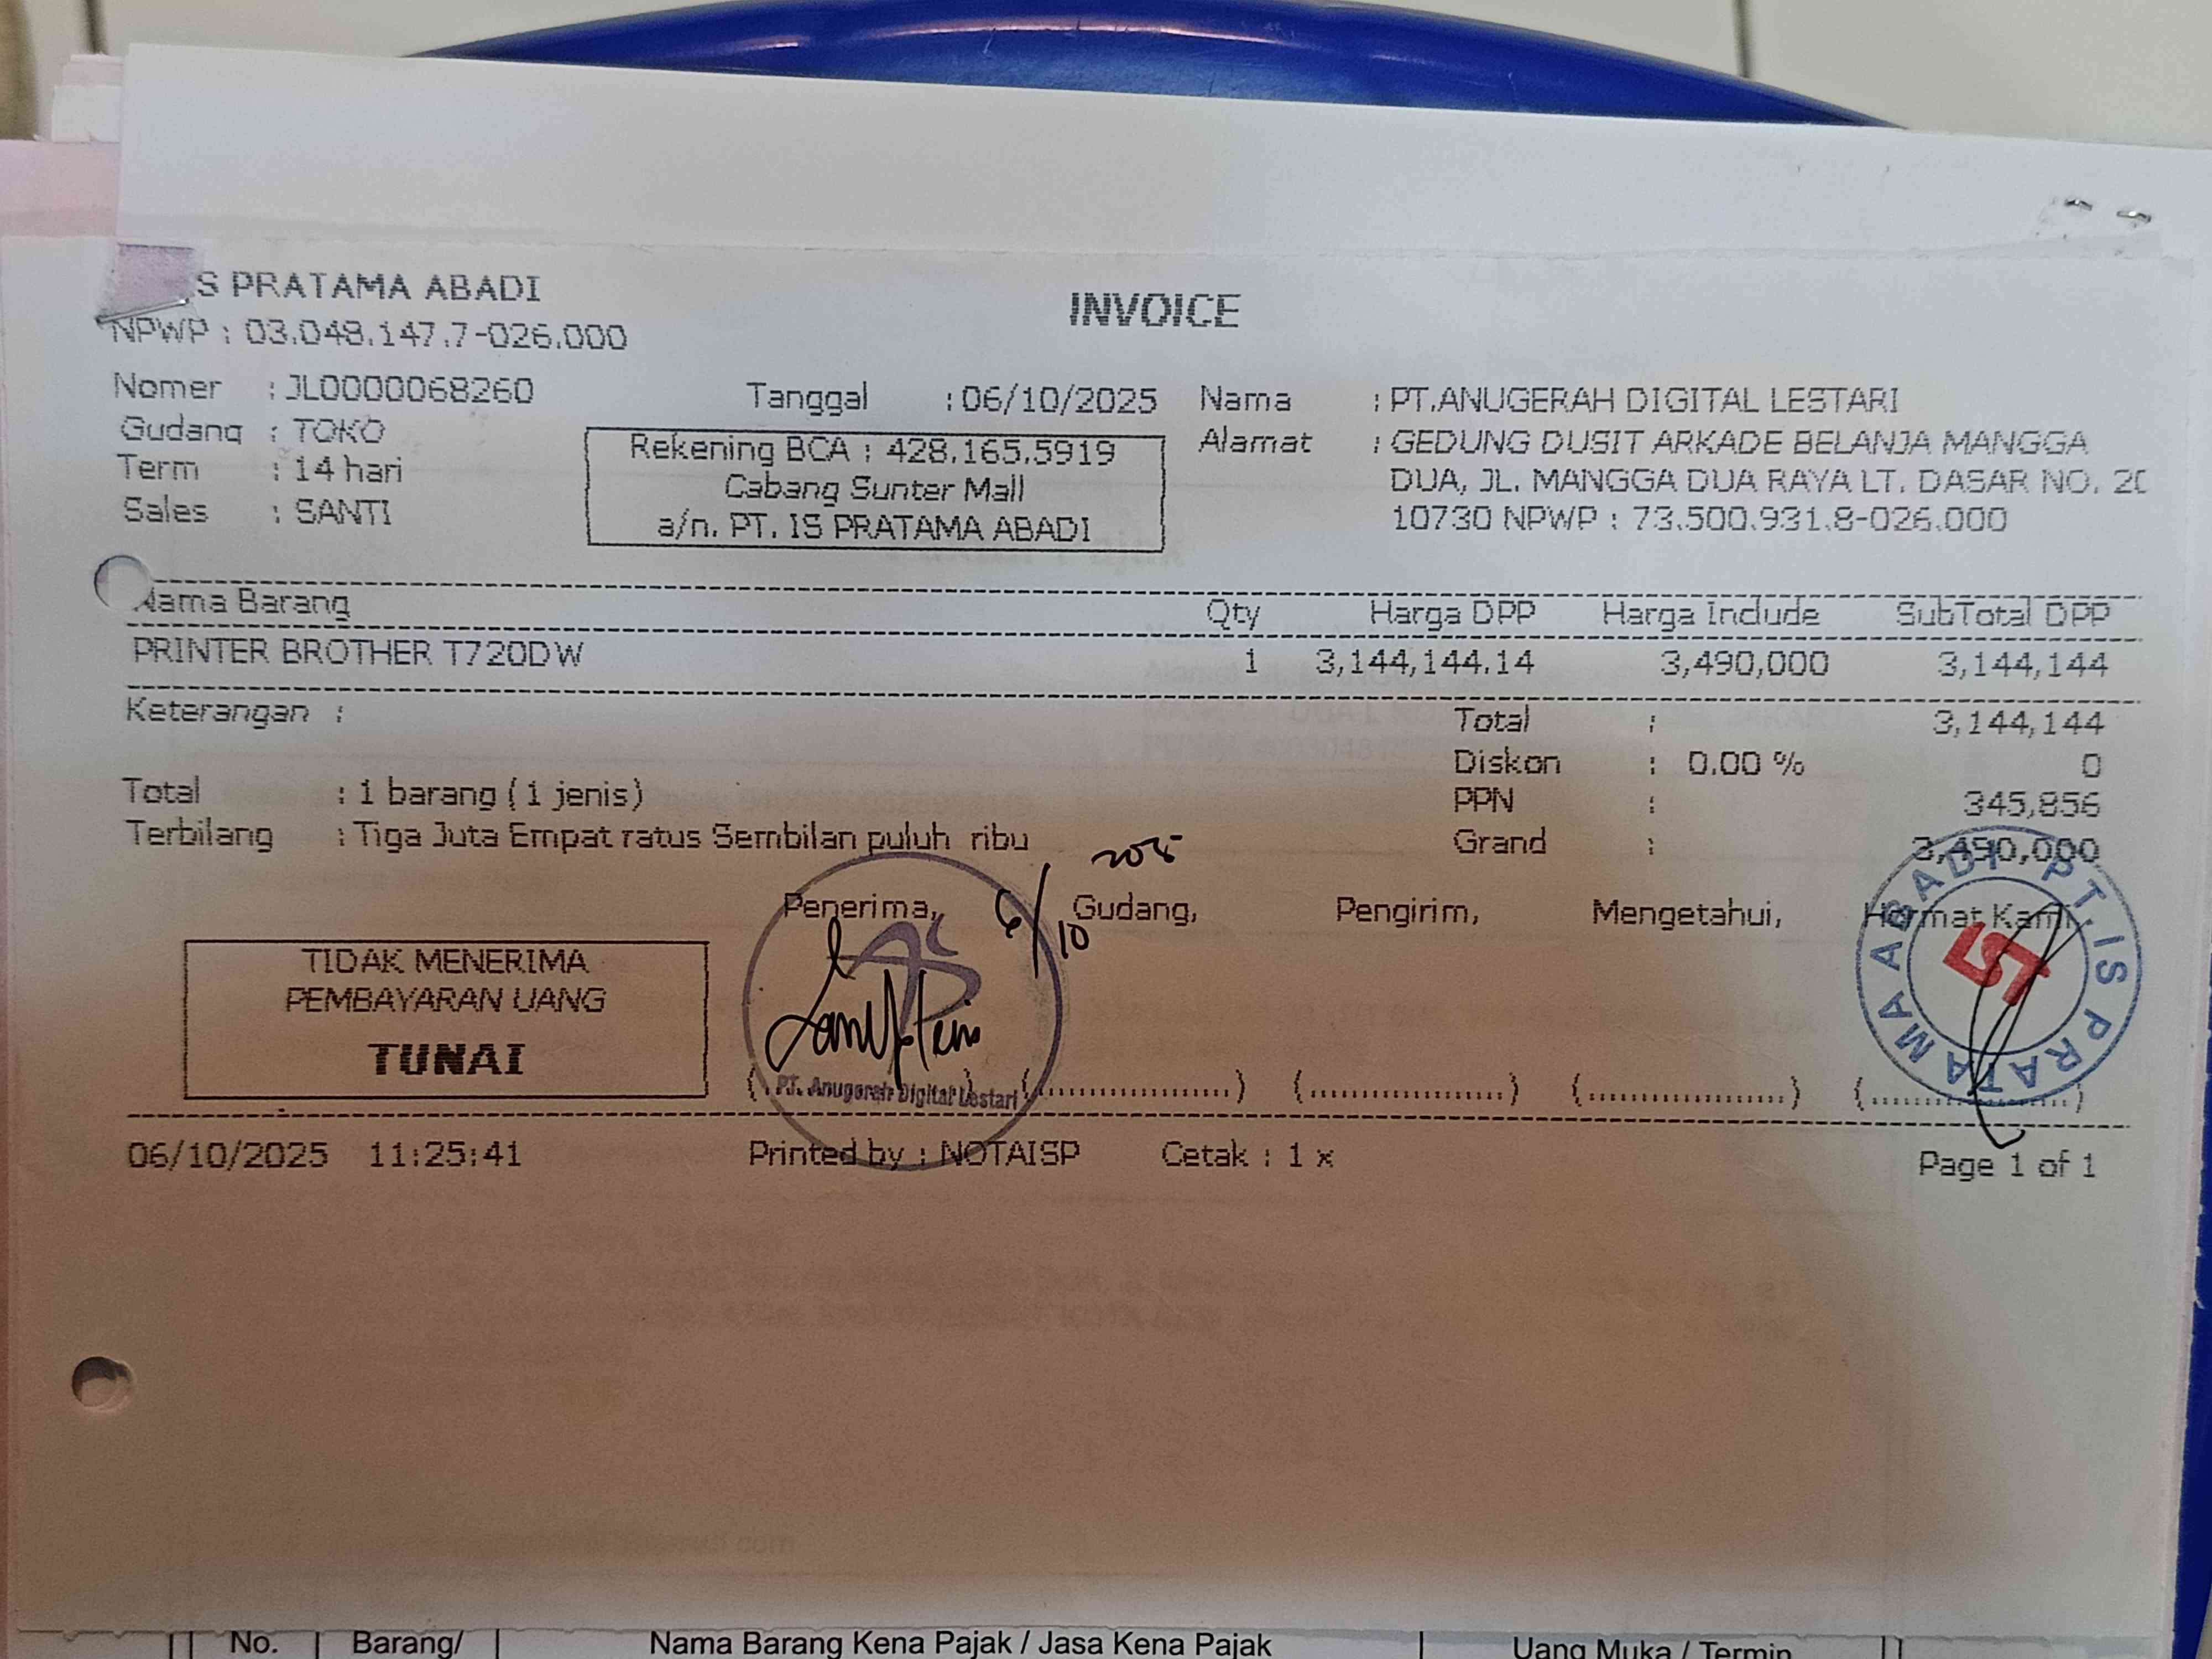 S PRATAMA ABADI
INVOICE
NPWP : 03.048.147.7-026.000
Nomer : JL0000068260
Tanggal : 06/10/2025
Nama : PT.ANUGERAH DIGITAL LESTARI
Gudang : TOKO
Rekening BCA : 428.165.5919
Alamat : GEDUNG DUSIT ARKADE BELANJA MANGGA
Term : 14 hari
Cabang Sunter Mall
DUA, JL. MANGGA DUA RAYA LT. DASAR NO. 20
Sales : SANTI
a/n. PT. IS PRATAMA ABADI
10730 NPWP : 73.500.931.8-026.000
Nama Barang Qty Harga DPP Harga Include SubTotal DPP
PRINTER BROTHER T720DW 1 3,144,144.14 3,490,000 3,144,144
Keterangan :
Total : 3,144,144
Diskon : 0.00 % 0
Total : 1 barang ( 1 jenis)
PPN : 345,856
Terbilang : Tiga Juta Empat ratus Sembilan puluh ribu
Grand : 3,490,000
6/10 2025
Penerima, Gudang, Pengirim, Mengetahui, Hormat Kami
TIDAK MENERIMA
PEMBAYARAN UANG
TUNAI
PT. Anugerah Digital Lestari
PT. IS PRATAMA ABADI
(....................) (....................) (....................) (....................)
06/10/2025 11:25:41 Printed by : NOTAISP Cetak : 1 x Page 1 of 1
No. Barang/ Nama Barang Kena Pajak / Jasa Kena Pajak Uang Muka / Termin